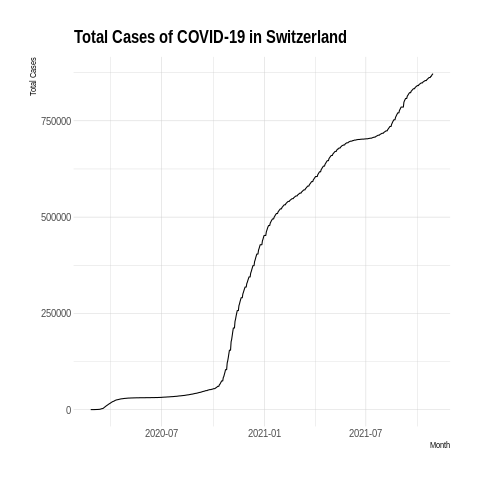 Total Cases of COVID-19 in Switzerland
Total Cases
750000
500000
250000
0
2020-07 2021-01 2021-07
Month